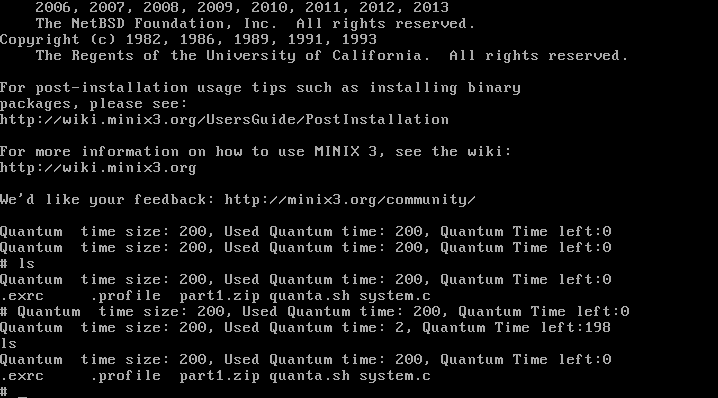 2006, 2007, 2008, 2009, 2010, 2011, 2012, 2013
The NetBSD Foundation, Inc.  All rights reserved.
Copyright (c) 1982, 1986, 1989, 1991, 1993
The Regents of the University of California.  All rights reserved.
For post-installation usage tips such as installing binary
packages, please see:
http://wiki.minix3.org/UsersGuide/PostInstallation
For more information on how to use MINIX 3, see the wiki:
http://wiki.minix3.org
We'd like your feedback: http://minix3.org/community/
Quantum  time size: 200, Used Quantum time: 200, Quantum Time left:0
Quantum  time size: 200, Used Quantum time: 200, Quantum Time left:0
# ls
Quantum  time size: 200, Used Quantum time: 200, Quantum Time left:0
.exrc     .profile  part1.zip quanta.sh system.c
# Quantum  time size: 200, Used Quantum time: 200, Quantum Time left:0
Quantum  time size: 200, Used Quantum time: 2, Quantum Time left:198
ls
Quantum  time size: 200, Used Quantum time: 200, Quantum Time left:0
.exrc     .profile  part1.zip quanta.sh system.c
# _